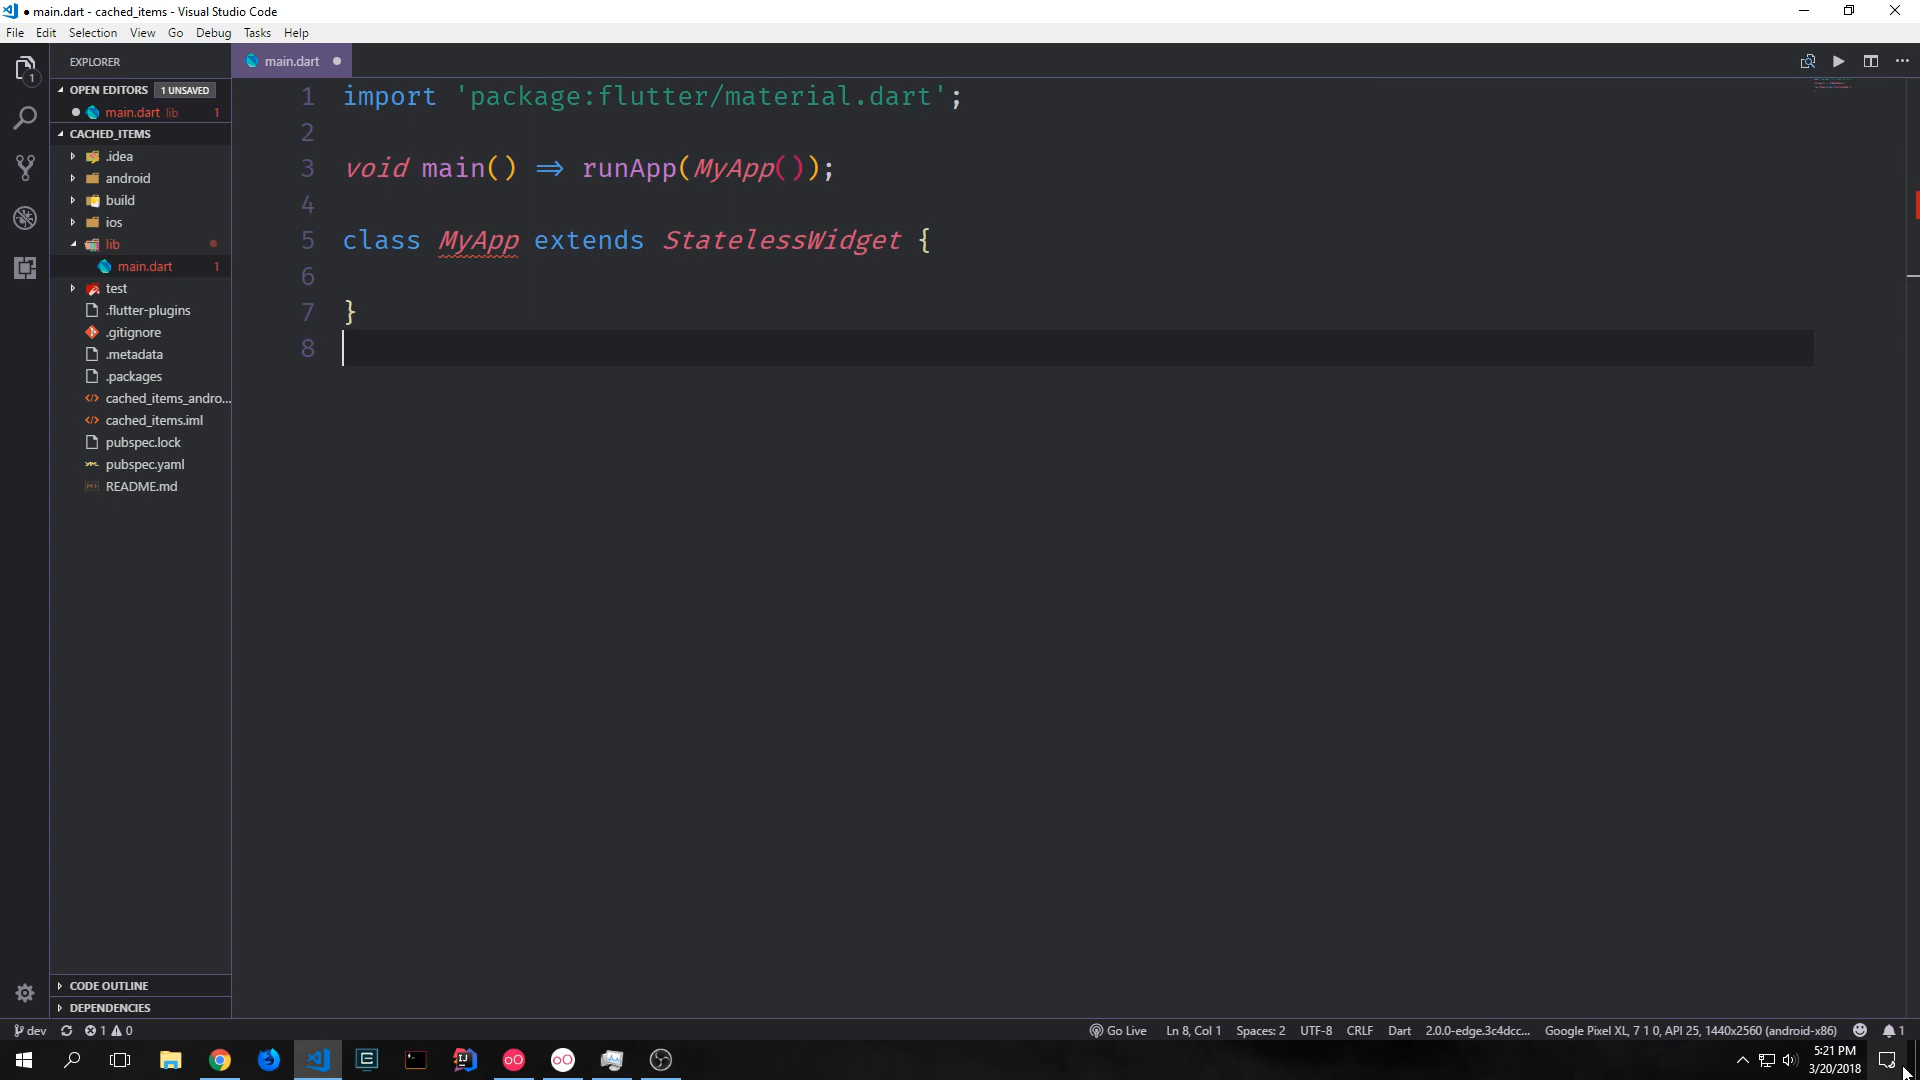 ● main.dart - cached_items - Visual Studio Code
File Edit Selection View Go Debug Tasks Help
EXPLORER
main.dart
OPEN EDITORS 1 UNSAVED
main.dart lib 1
CACHED_ITEMS
.idea
android
build
ios
lib
main.dart 1
test
.flutter-plugins
.gitignore
.metadata
.packages
cached_items_andro...
cached_items.iml
pubspec.lock
pubspec.yaml
README.md
CODE OUTLINE
DEPENDENCIES
1 import 'package:flutter/material.dart';
2
3 void main() => runApp(MyApp());
4
5 class MyApp extends StatelessWidget {
6
7 }
8
dev 1 0 Go Live Ln 8, Col 1 Spaces: 2 UTF-8 CRLF Dart 2.0.0-edge.3c4dcc... Google Pixel XL, 7 1 0, API 25, 1440x2560 (android-x86) 1
5:21 PM
3/20/2018